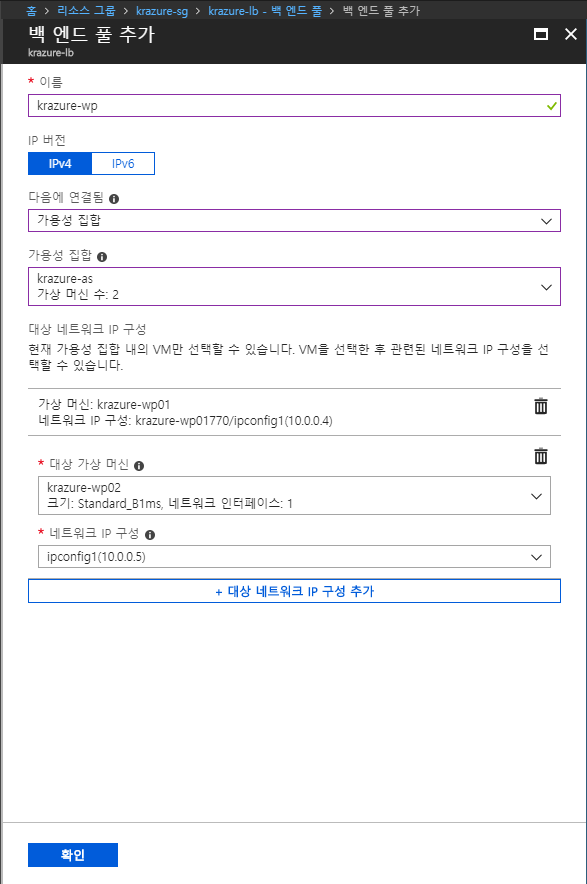 홈 > 리소스 그룹 > krazure-sg > krazure-lb - 백 엔드 풀 > 백 엔드 풀 추가
백 엔드 풀 추가
krazure-lb
* 이름
krazure-wp
IP 버전
IPv4 IPv6
다음에 연결됨
가용성 집합
가용성 집합
krazure-as
가상 머신 수: 2
대상 네트워크 IP 구성
현재 가용성 집합 내의 VM만 선택할 수 있습니다. VM을 선택한 후 관련된 네트워크 IP 구성을 선
택할 수 있습니다.
가상 머신: krazure-wp01
네트워크 IP 구성: krazure-wp01770/ipconfig1(10.0.0.4)
* 대상 가상 머신
krazure-wp02
크기: Standard_B1ms, 네트워크 인터페이스: 1
* 네트워크 IP 구성
ipconfig1(10.0.0.5)
+ 대상 네트워크 IP 구성 추가
확인